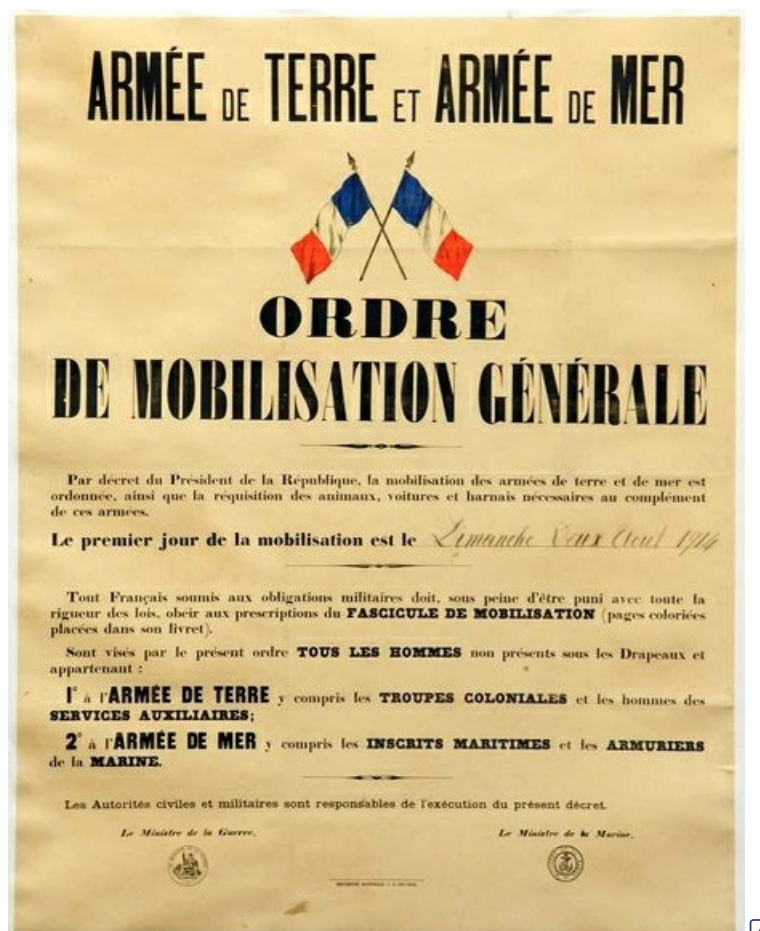 ARMÉE DE TERRE ET ARMÉE DE MER
ORDRE
DE MOBILISATION GÉNÉRALE
Par décret du Président de la République, la mobilisation des armées de terre et de mer est
ordonnée, ainsi que la réquisition des animaux, voitures et harnais nécessaires au complément
de ces armées.
Le premier jour de la mobilisation est le Dimanche deux Août 1914
Tout Français soumis aux obligations militaires doit, sous peine d'être puni avec toute la
rigueur des lois, obéir aux prescriptions du FASCICULE DE MOBILISATION (pages coloriées
placées dans son livret).
Sont visés par le présent ordre TOUS LES HOMMES non présents sous les Drapeaux et
appartenant :
1° à l'ARMÉE DE TERRE y compris les TROUPES COLONIALES et les hommes des
SERVICES AUXILIAIRES;
2° à l'ARMÉE DE MER y compris les INSCRITS MARITIMES et les ARMURIERS
de la MARINE.
Les Autorités civiles et militaires sont responsables de l'exécution du présent décret.
Le Ministre de la Guerre, Le Ministre de la Marine,